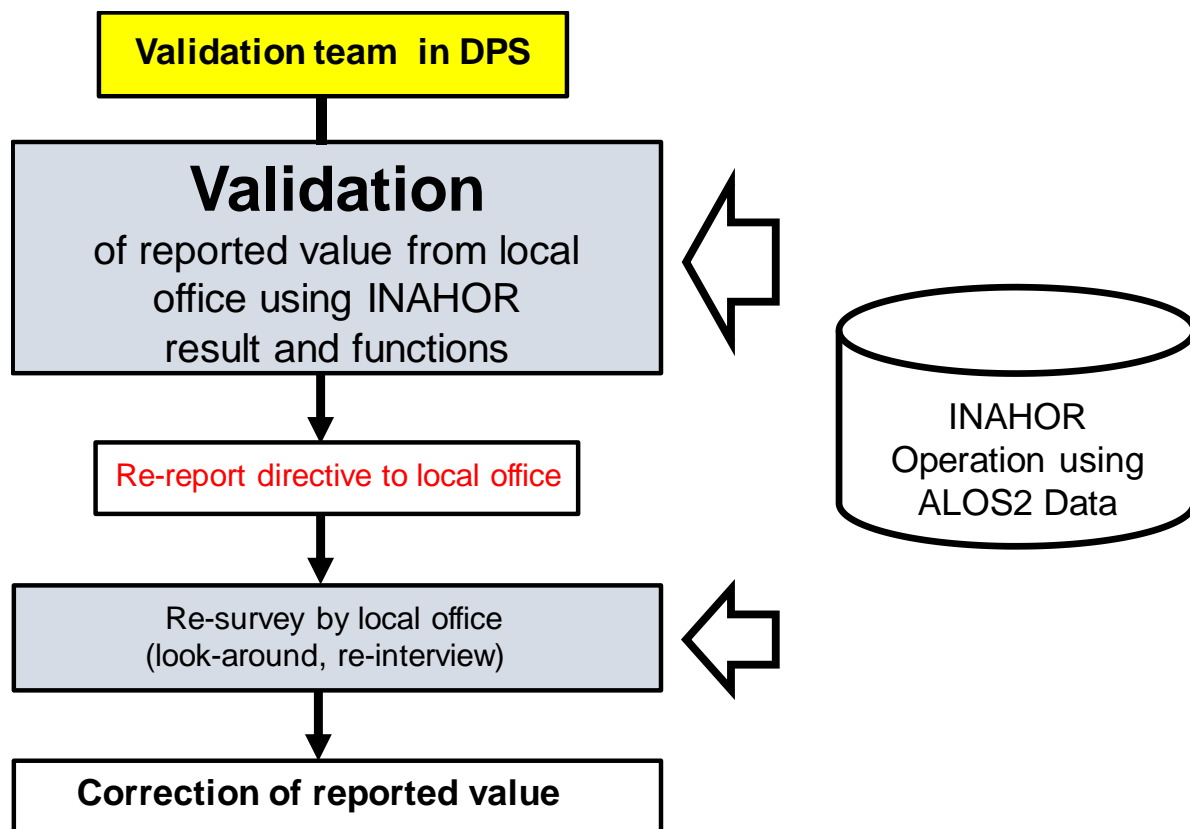 Validation team in DPS
Validation
of reported value from local
office using INAHOR
result and functions
INAHOR
Operation using
ALOS2 Data
Re-report directive to local office
Re-survey by local office
(look-around, re-interview)
Correction of reported value